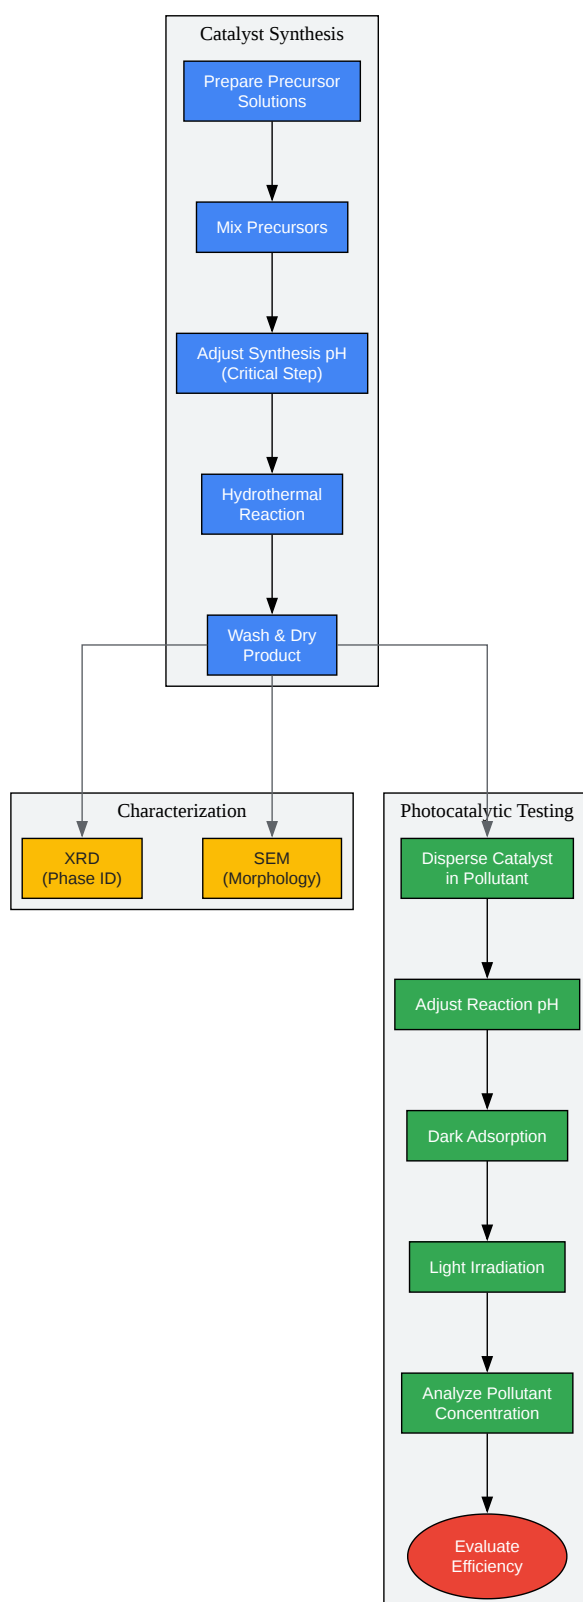 Catalyst Synthesis
Prepare Precursor
Solutions
Mix Precursors
Adjust Synthesis pH
(Critical Step)
Hydrothermal
Reaction
Wash & Dry
Product
Characterization
XRD
(Phase ID)
SEM
(Morphology)
Photocatalytic Testing
Disperse Catalyst
in Pollutant
Adjust Reaction pH
Dark Adsorption
Light Irradiation
Analyze Pollutant
Concentration
Evaluate
Efficiency